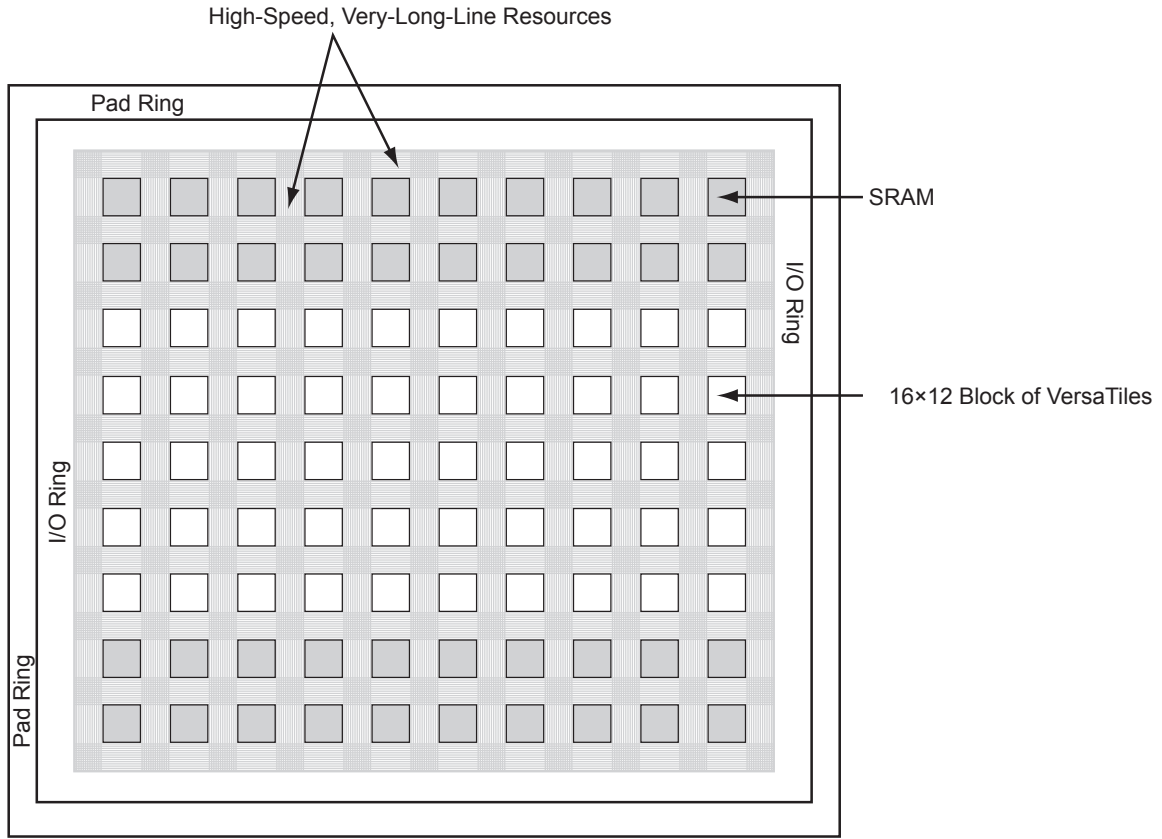 High-Speed, Very-Long-Line Resources
Pad Ring
SRAM
I/O Ring
16×12 Block of VersaTiles
I/O Ring
Pad Ring